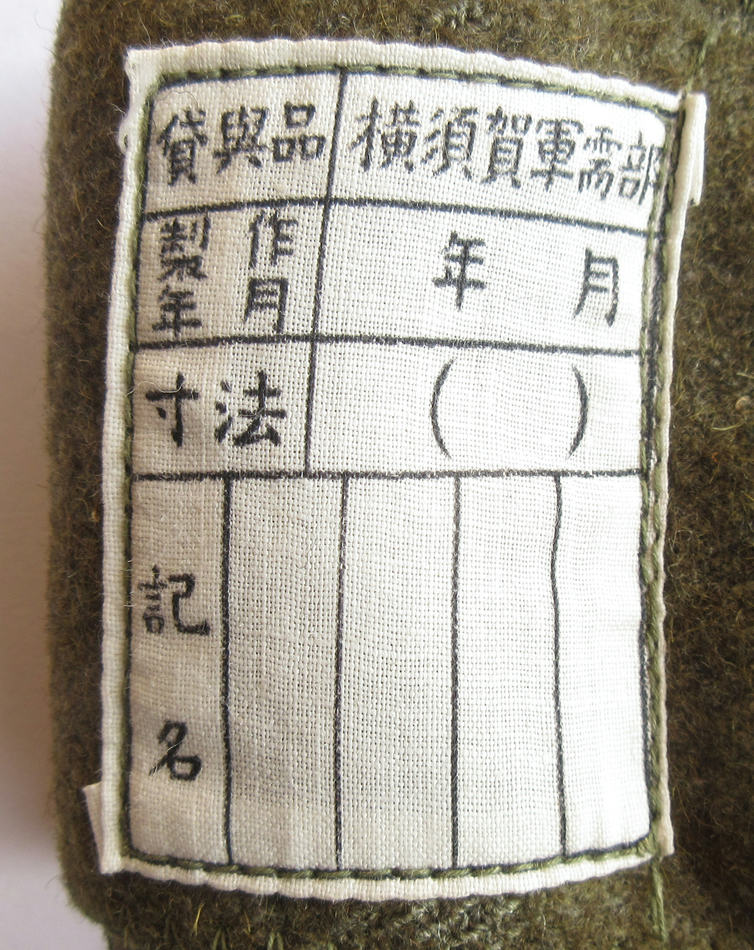 貸與品 横須賀軍需部
製作年月 年 月
寸法 ( )
記名